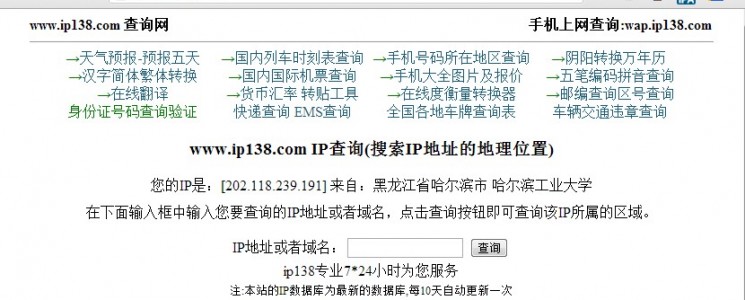 www.ip138.com 查询网 手机上网查询:wap.ip138.com
→天气预报-预报五天 →国内列车时刻表查询 →手机号码所在地区查询 →阴阳转换万年历
→汉字简体繁体转换 →国内国际机票查询 →手机大全图片及报价 →五笔编码拼音查询
→在线翻译 →货币汇率 转贴工具 →在线度衡量转换器 →邮编查询区号查询
身份证号码查询验证 快递查询 EMS查询 全国各地车牌查询表 车辆交通违章查询
www.ip138.com IP查询(搜索IP地址的地理位置)
您的IP是：[202.118.239.191] 来自：黑龙江省哈尔滨市 哈尔滨工业大学
在下面输入框中输入您要查询的IP地址或者域名，点击查询按钮即可查询该IP所属的区域。
IP地址或者域名： 查询
ip138专业7*24小时为您服务
注:本站的IP数据库为最新的数据库,每10天自动更新一次